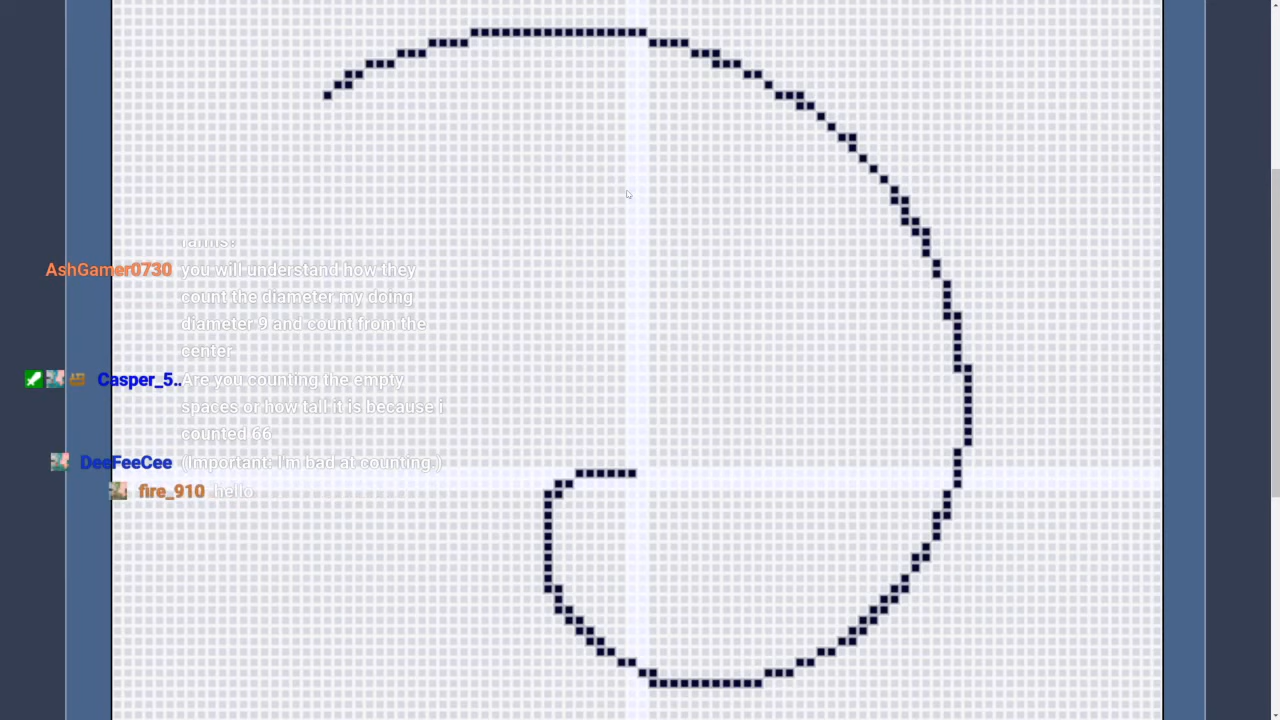 AshGamer0730 you will understand how they
count the diameter my doing
diameter 9 and count from the
center
Casper_5.. Are you counting the empty
spaces or how tall it is because i
counted 66
DeeFeeCee (Important: I'm bad at counting.)
fire_910 hello